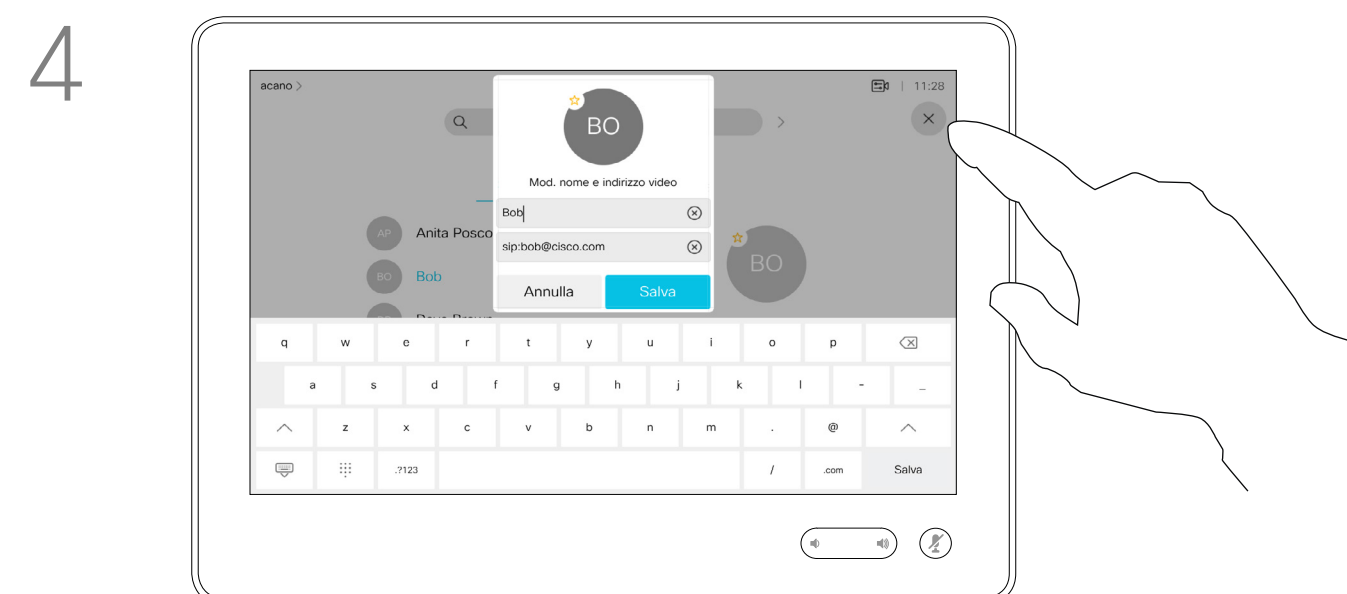 4
acano >
| 11:28
BO
Mod. nome e indirizzo video
Bob
sip:bob@cisco.com
Annulla Salva
AP Anita Posco
BO Bob
BO
q w e r t y u i o p
a s d f g h j k l - _
z x c v b n m . @
.?123 / .com Salva